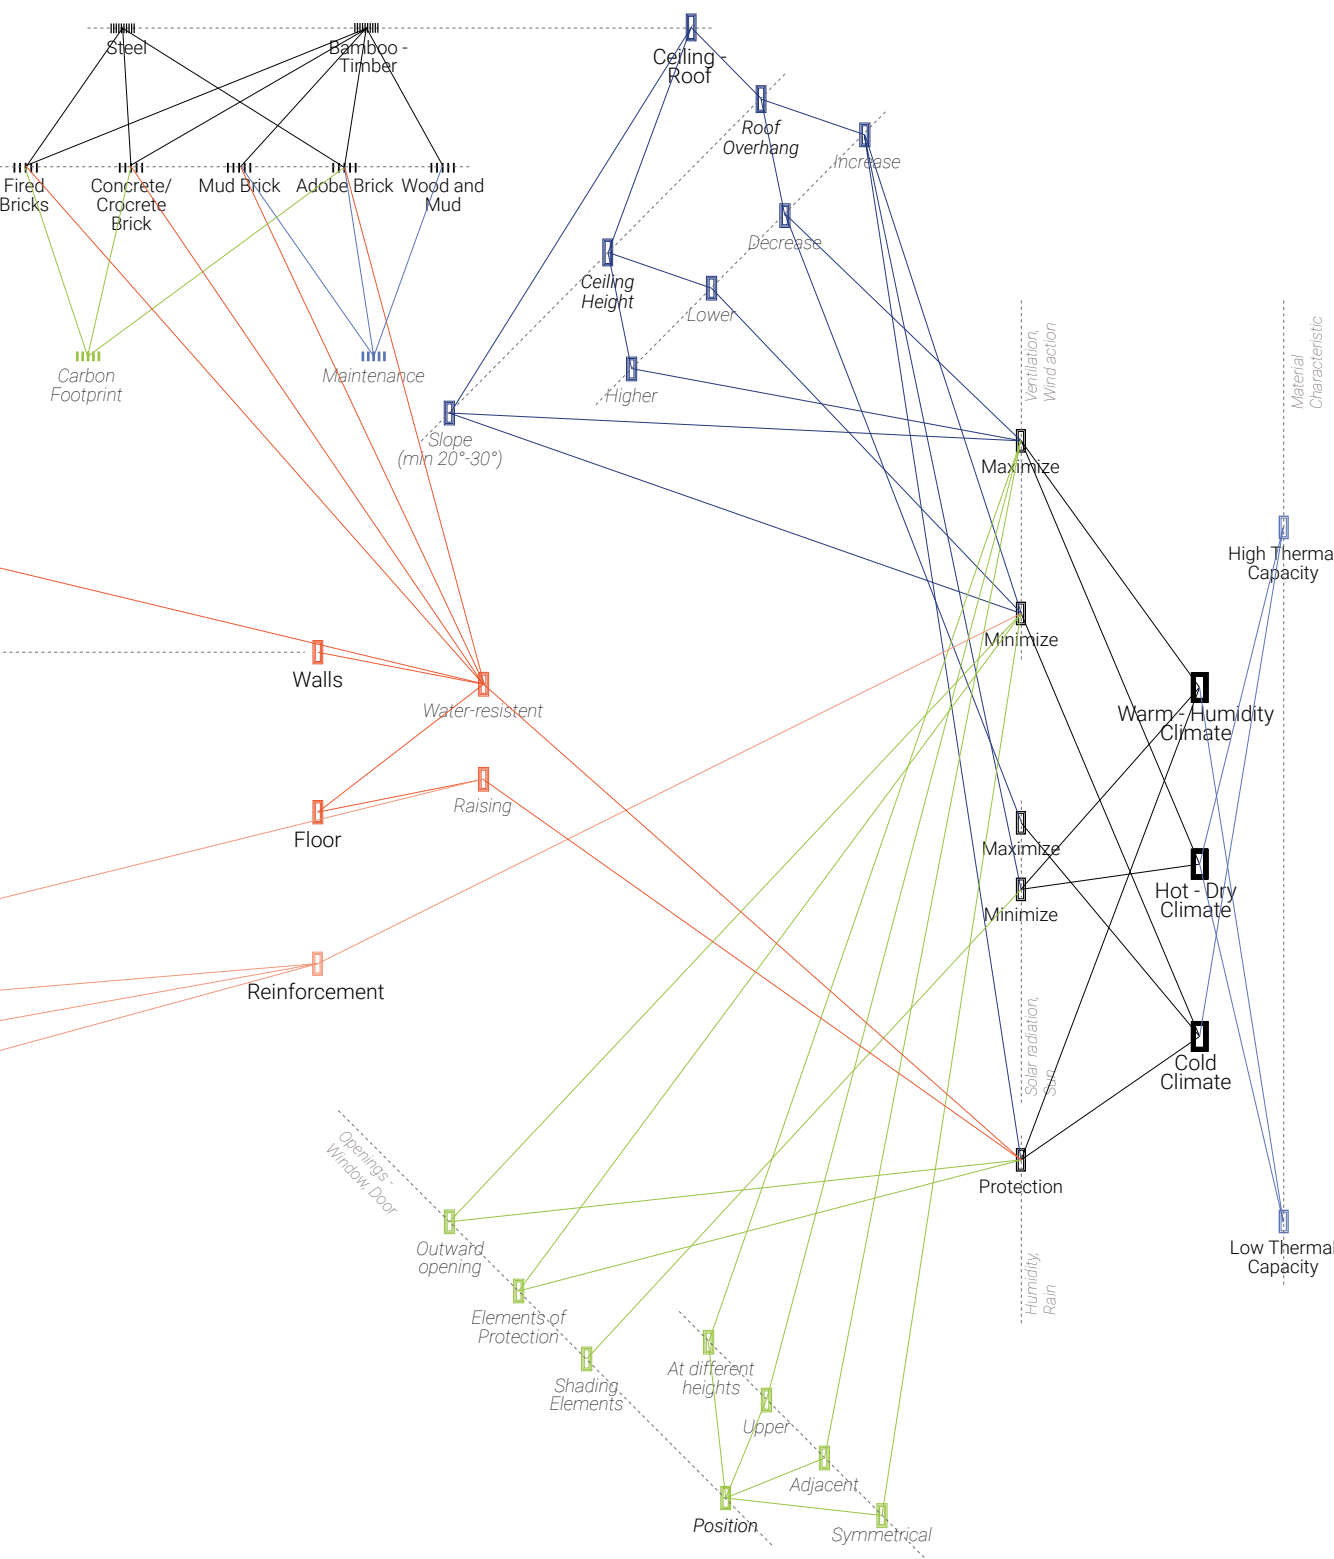 Steel
Bamboo -
Timber
Ceiling -
Roof
Roof
Overhang
Increase
Fired
Bricks
Concrete/
Crocrete
Brick
Mud Brick
Adobe Brick
Wood and
Mud
Decrease
Ceiling
Height
Lower
Higher
Carbon
Footprint
Maintenance
Slope
(min 20°-30°)
Ventilation,
Wind action
Material
Characteristic
Maximize
High Therma
Capacity
Minimize
Walls
Water-resistent
Warm - Humidity
Climate
Raising
Floor
Maximize
Hot - Dry
Climate
Minimize
Reinforcement
Solar radiation,
Sun
Cold
Climate
Openings -
Window, Door
Protection
Outward
opening
Humidity,
Rain
Low Thermal
Capacity
Elements of
Protection
Shading
Elements
At different
heights
Upper
Adjacent
Position
Symmetrical